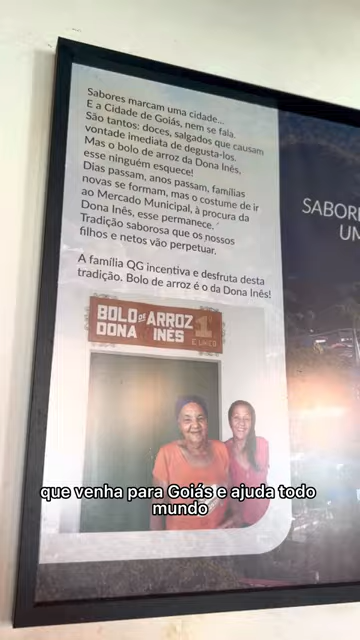 Sabores marcam uma cidade...
E a Cidade de Goiás, nem se fala.
São tantos: doces, salgados que causam
vontade imediata de degusta-los.
Mas o bolo de arroz da Dona Inês,
esse ninguém esquece!
Dias passam, anos passam, famílias
novas se formam, mas o costume de ir
ao Mercado Municipal, à procura da
Dona Inês, esse permanece.
Tradição saborosa que os nossos
filhos e netos vão perpetuar.
A família QG incentiva e desfruta desta
tradição. Bolo de arroz é o da Dona Inês!
SABOR
UM
BOLO DE ARROZ 1
DONA INÊS E ÚNICO
que venha para Goiás e ajuda todo
mundo